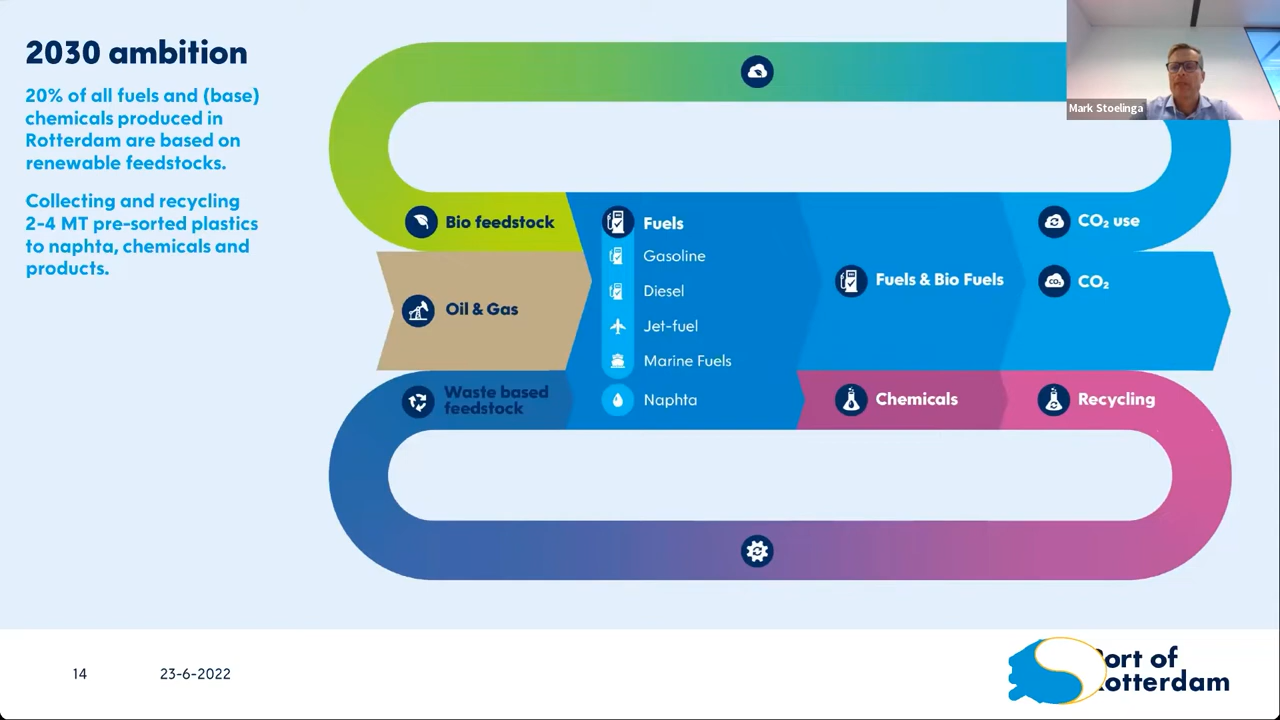 2030 ambition
20% of all fuels and (base)
chemicals produced in
Rotterdam are based on
renewable feedstocks.
Collecting and recycling
2-4 MT pre-sorted plastics
to naphta, chemicals and
products.
Mark Stoelinga
Bio feedstock
Oil & Gas
Waste based
feedstock
Fuels
Gasoline
Diesel
Jet-fuel
Marine Fuels
Naphta
Fuels & Bio Fuels
Chemicals
CO₂ use
CO₂
CO₂
Recycling
14
23-6-2022
Port of
Rotterdam